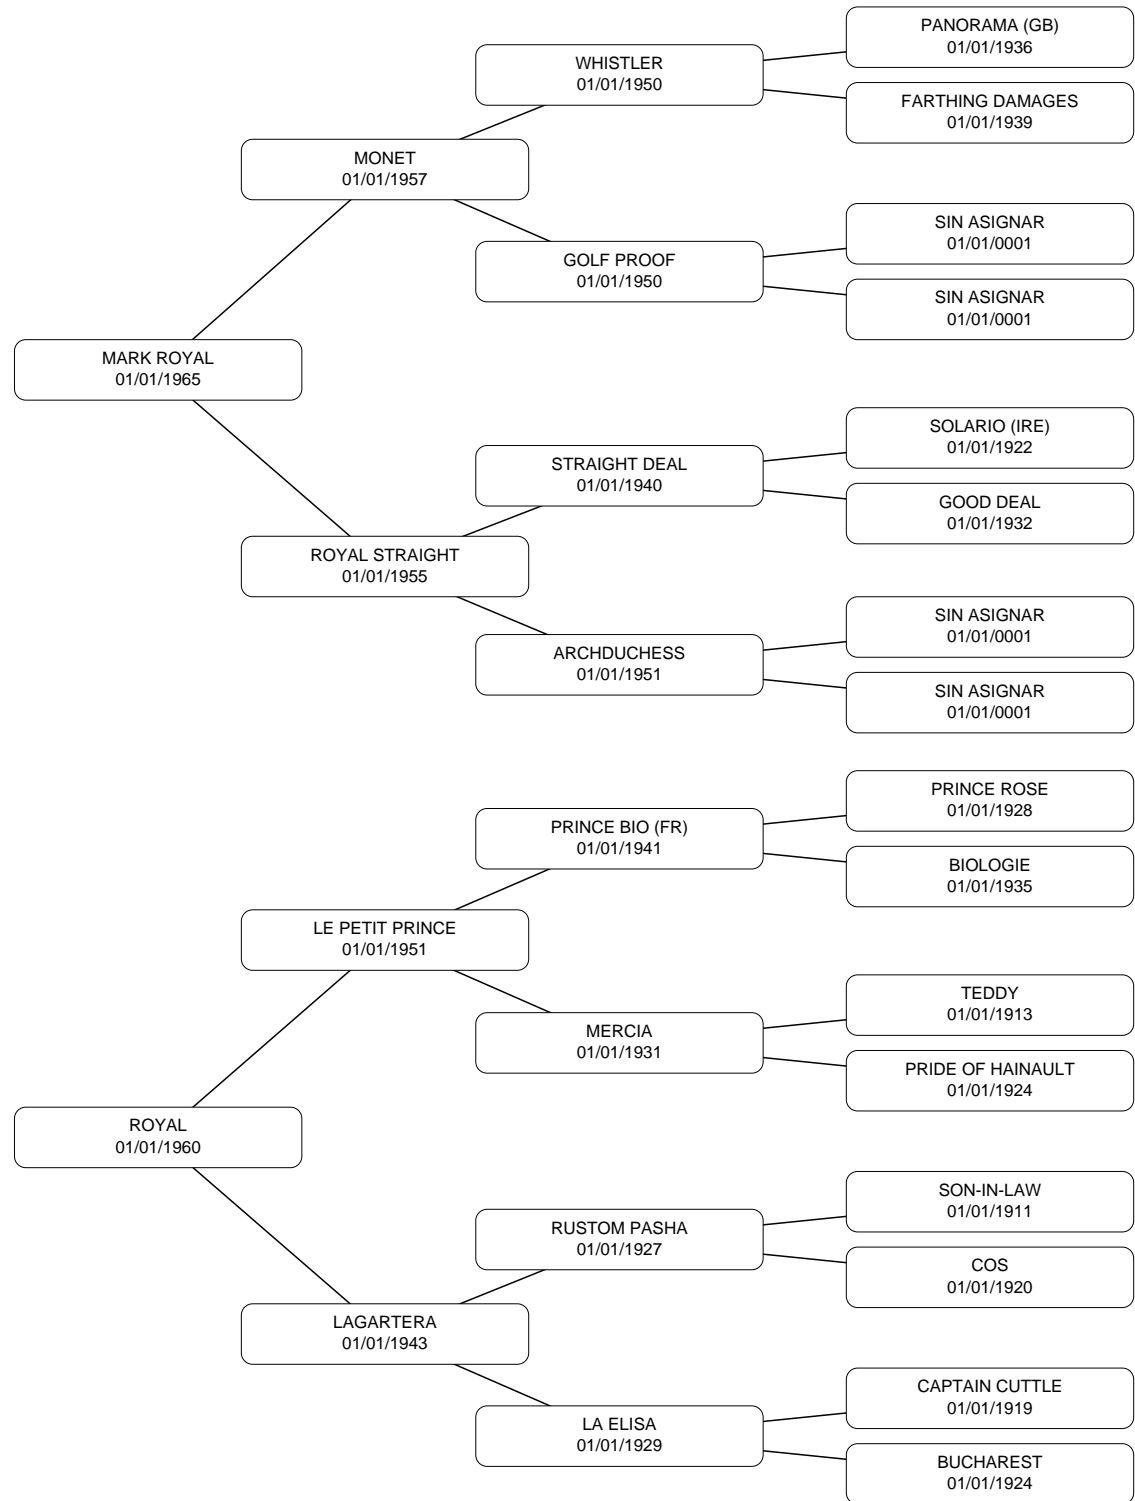 PANORAMA (GB)
01/01/1936
WHISTLER
01/01/1950
FARTHING DAMAGES
01/01/1939
MONET
01/01/1957
SIN ASIGNAR
01/01/0001
GOLF PROOF
01/01/1950
SIN ASIGNAR
01/01/0001
MARK ROYAL
01/01/1965
SOLARIO (IRE)
01/01/1922
STRAIGHT DEAL
01/01/1940
GOOD DEAL
01/01/1932
ROYAL STRAIGHT
01/01/1955
SIN ASIGNAR
01/01/0001
ARCHDUCHESS
01/01/1951
SIN ASIGNAR
01/01/0001
PRINCE ROSE
01/01/1928
PRINCE BIO (FR)
01/01/1941
BIOLOGIE
01/01/1935
LE PETIT PRINCE
01/01/1951
TEDDY
01/01/1913
MERCIA
01/01/1931
PRIDE OF HAINAULT
01/01/1924
ROYAL
01/01/1960
SON-IN-LAW
01/01/1911
RUSTOM PASHA
01/01/1927
COS
01/01/1920
LAGARTERA
01/01/1943
CAPTAIN CUTTLE
01/01/1919
LA ELISA
01/01/1929
BUCHAREST
01/01/1924